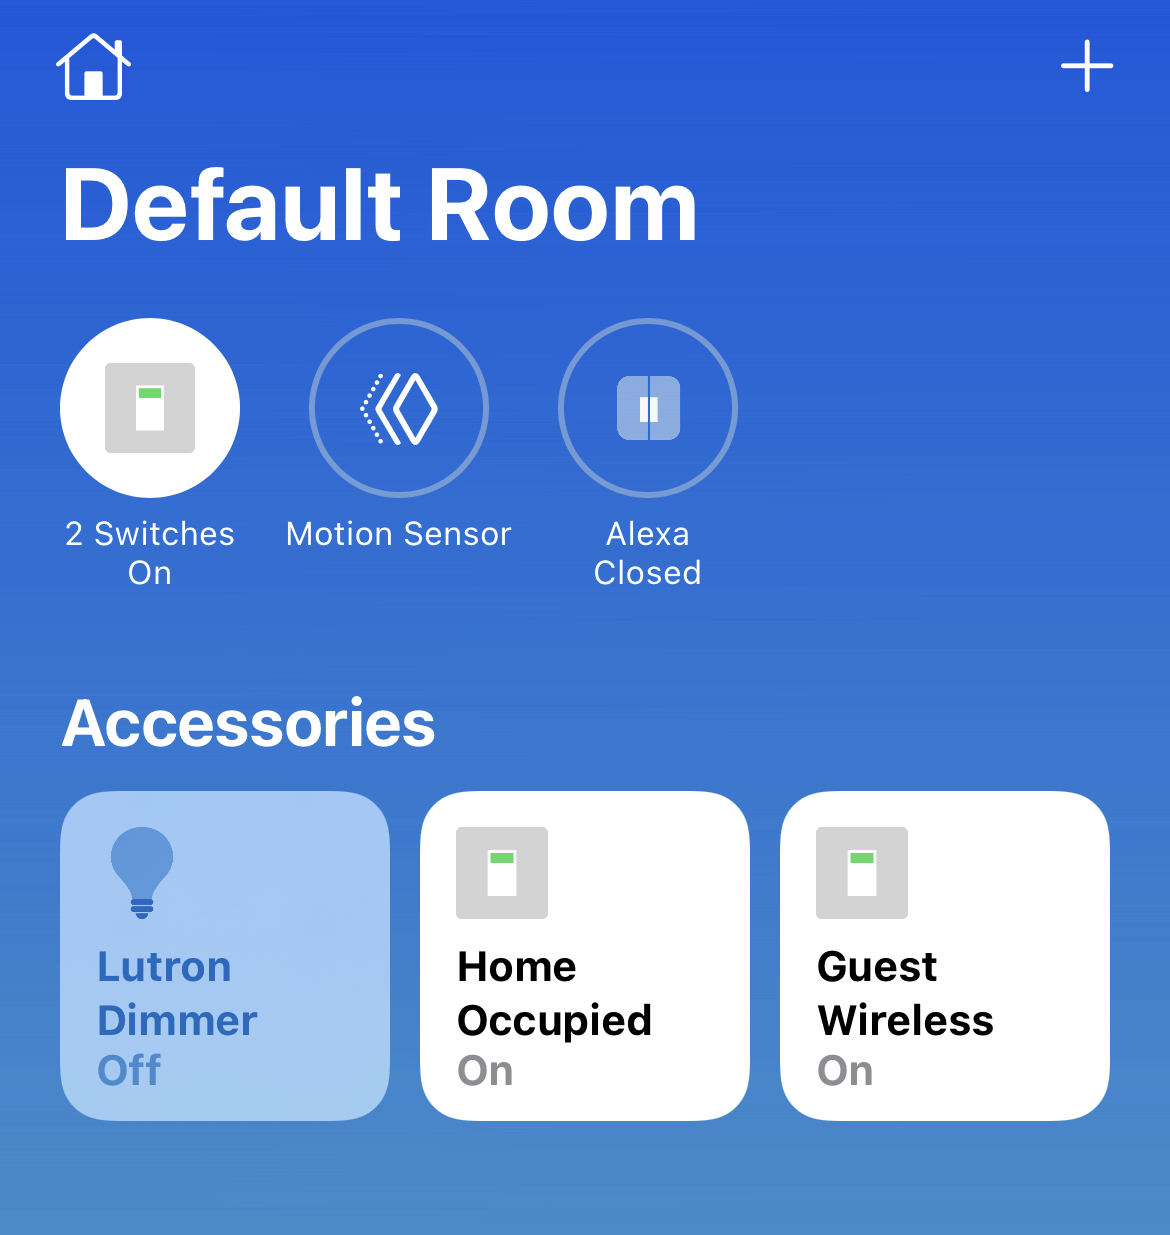 Default Room
2 Switches
On
Motion Sensor
Alexa
Closed
Accessories
Lutron
Dimmer
Off
Home
Occupied
On
Guest
Wireless
On